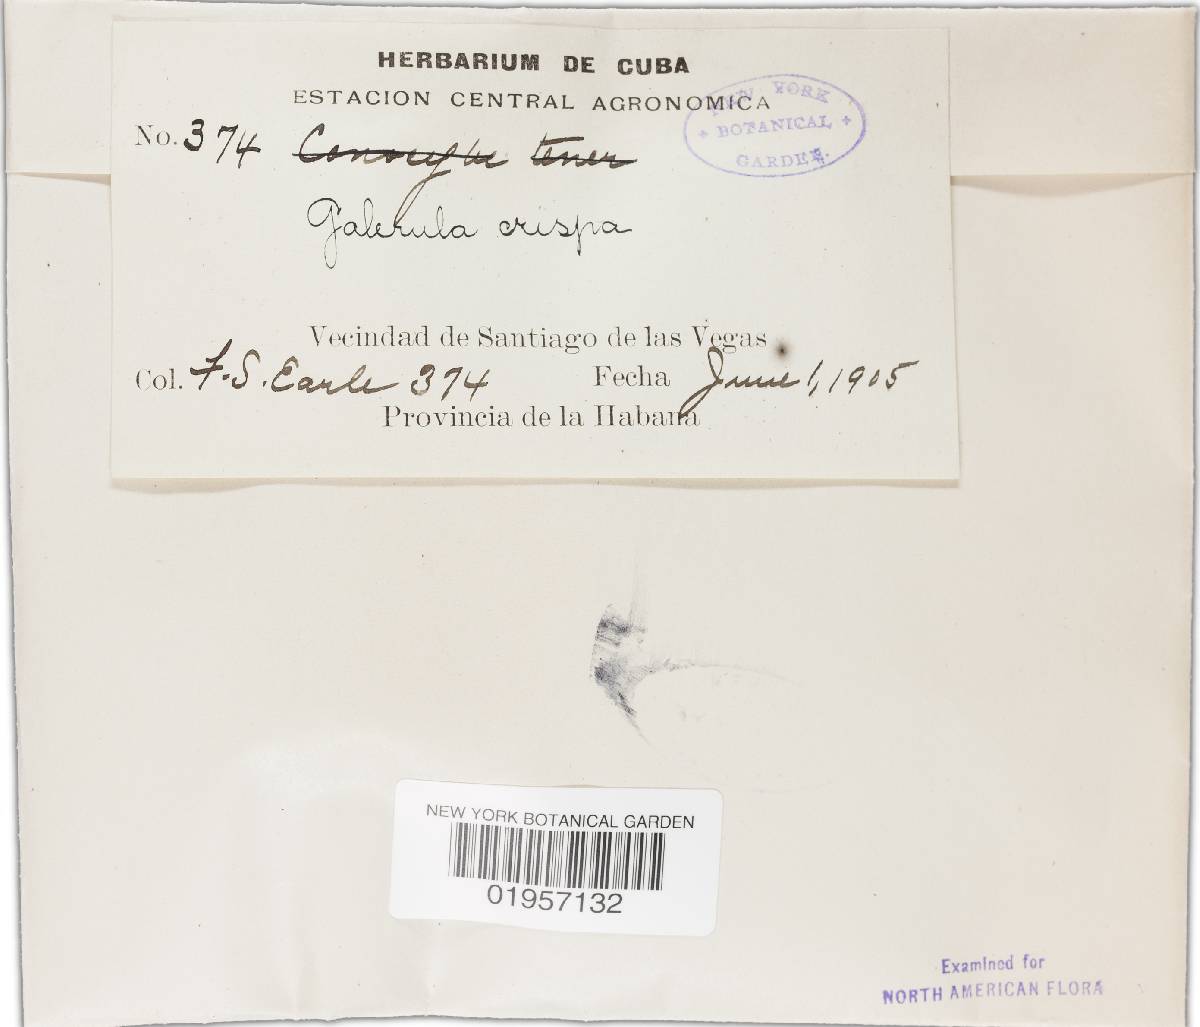 HERBARIUM DE CUBA
ESTACION CENTRAL AGRONOMICA
NEW YORK
BOTANICAL
GARDEN.
No. 374 Conocybe tener
Galerula crispa
Vecindad de Santiago de las Vegas
Col. F. S. Earle 374 Fecha June 1, 1905
Provincia de la Habana
NEW YORK BOTANICAL GARDEN
01957132
Examined for
NORTH AMERICAN FLORA